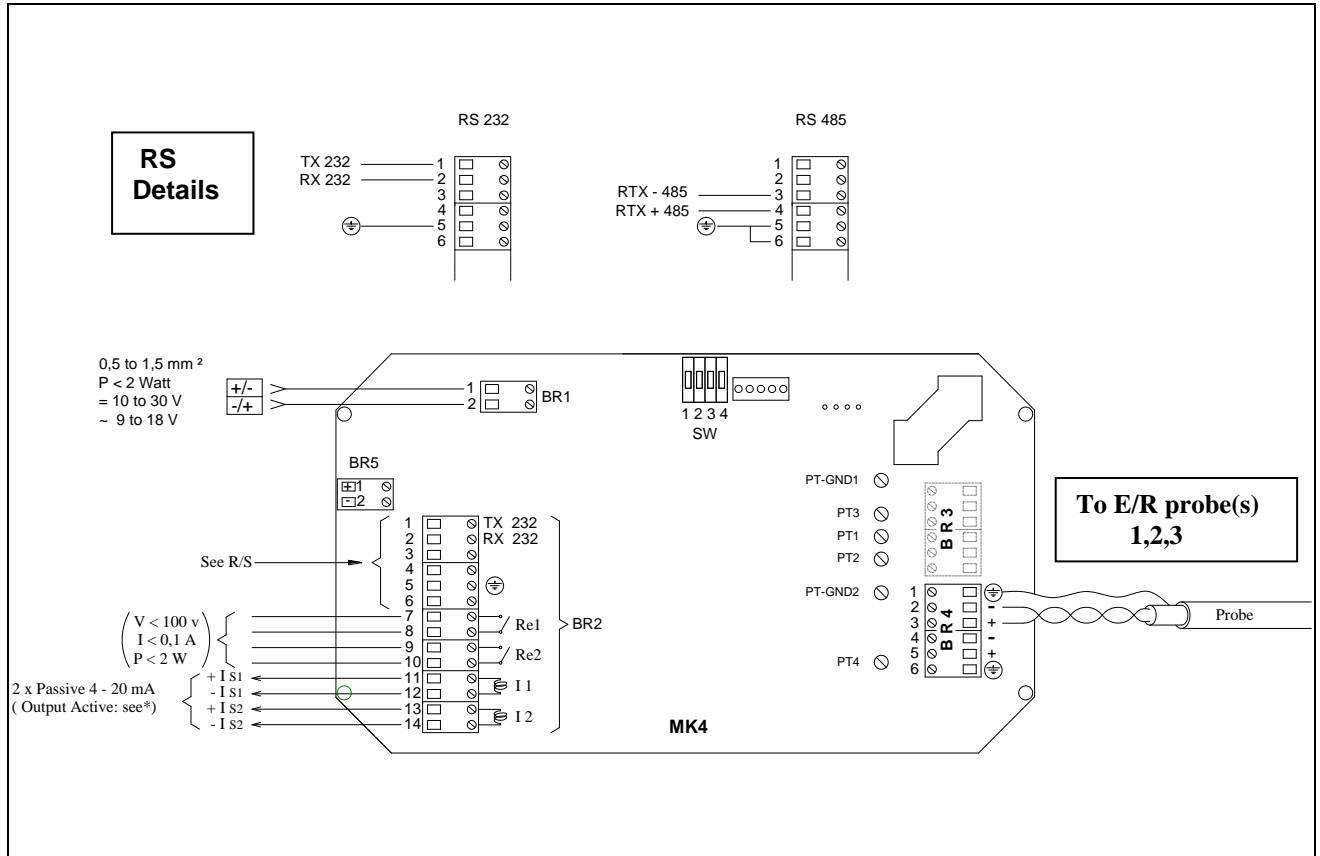 RS 232
RS 485
RS
Details
TX 232
RX 232
1
2
3
4
5
6
RTX - 485
RTX + 485
1
2
3
4
5
6
0,5 to 1,5 mm ²
P < 2 Watt
= 10 to 30 V
~ 9 to 18 V
+/-
-/+
1
2
BR1
1 2 3 4
SW
BR5
+ 1
- 2
1 TX 232
2 RX 232
3
4
5
6
7
8
9
10
11
12
13
14
See R/S
V < 100 v
I < 0,1 A
P < 2 W
Re1
Re2
BR2
+ I S1
- I S1
+ I S2
- I S2
I 1
I 2
2 x Passive 4 - 20 mA
( Output Active: see*)
MK4
PT-GND1
PT3
PT1
PT2
PT-GND2
PT4
BR3
BR4
1
2 -
3 +
4 -
5 +
6
To E/R probe(s)
1,2,3
Probe